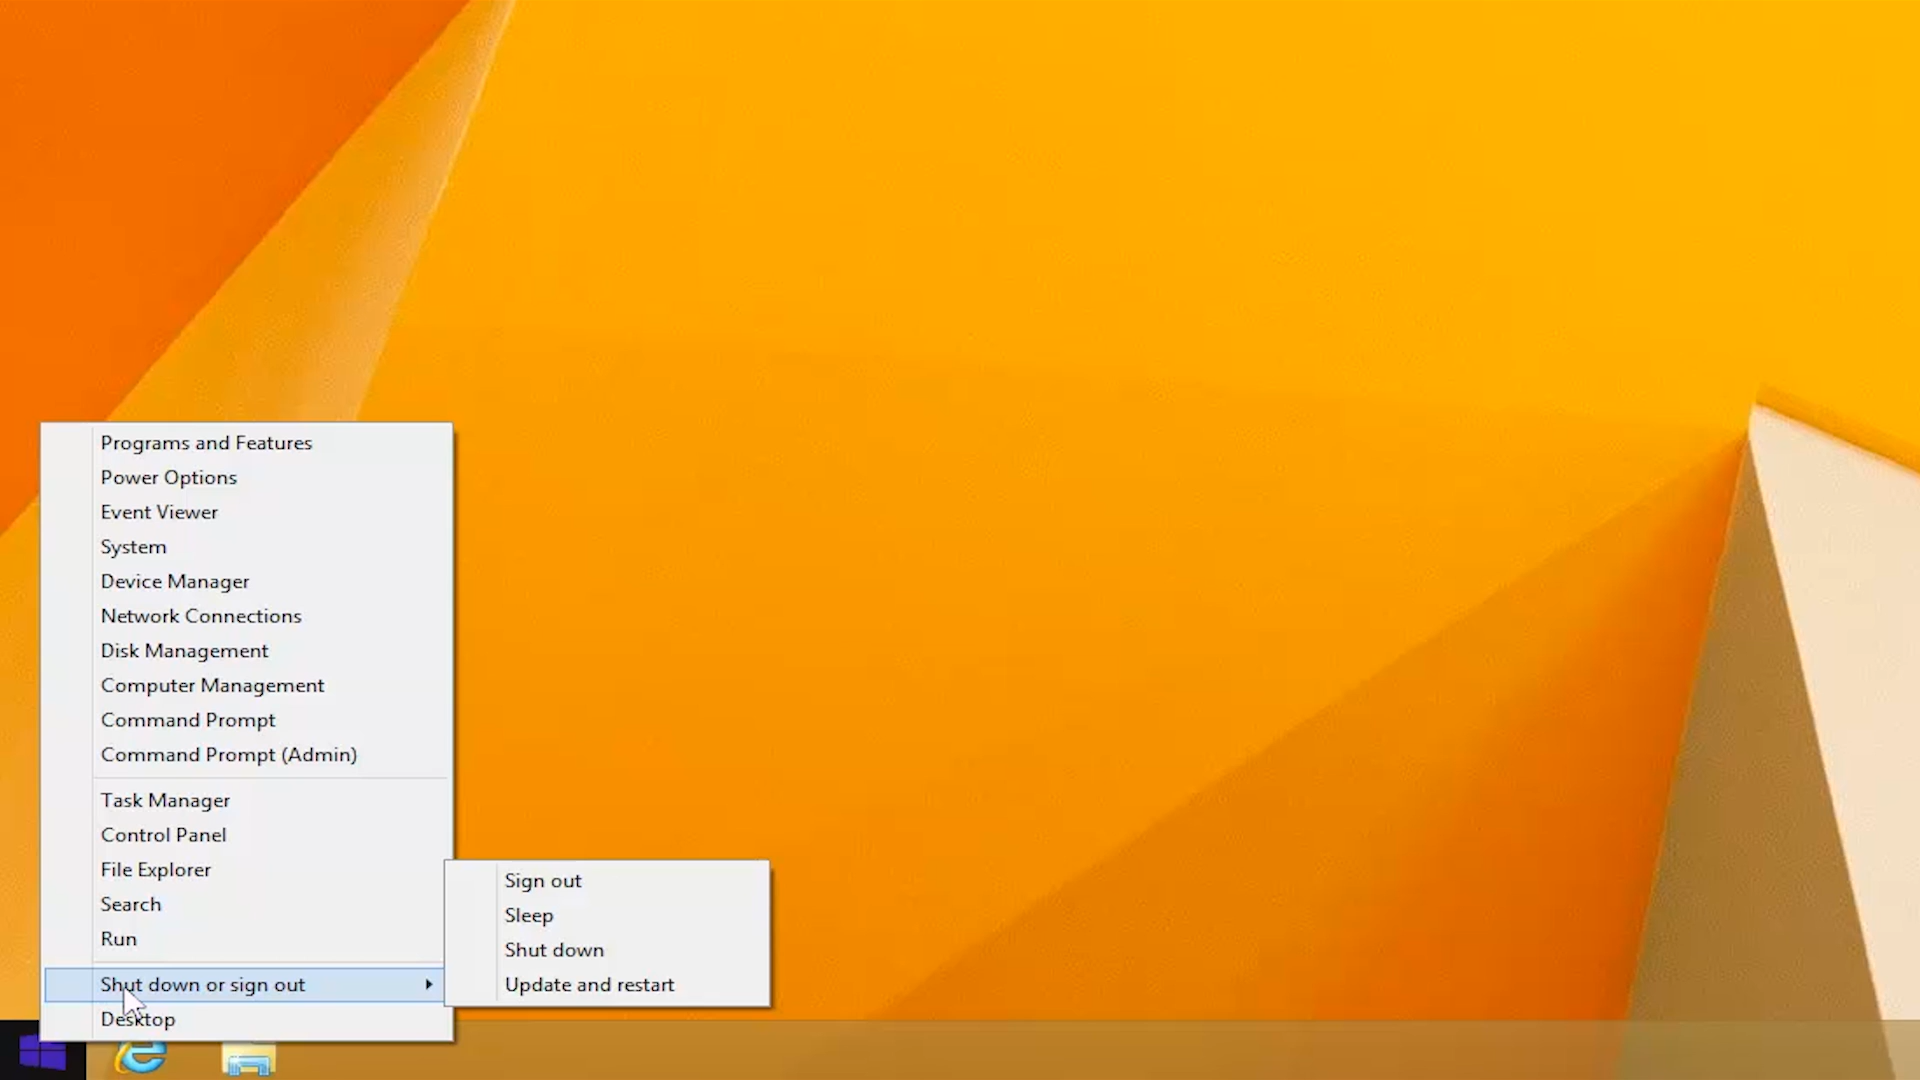 Programs and Features
Power Options
Event Viewer
System
Device Manager
Network Connections
Disk Management
Computer Management
Command Prompt
Command Prompt (Admin)
Task Manager
Control Panel
File Explorer
Search
Run
Shut down or sign out
Desktop
Sign out
Sleep
Shut down
Update and restart